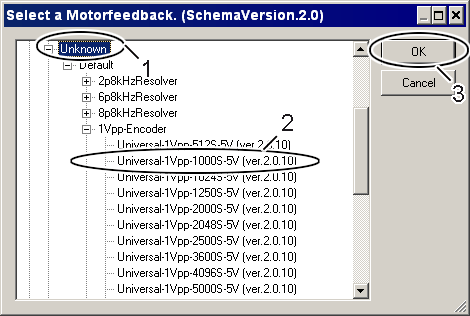 Select a Motorfeedback. (SchemaVersion.2.0)
Unknown
1
OK
Default
2p8kHzResolver
Cancel
3
6p8kHzResolver
8p8kHzResolver
1Vpp-Encoder
2
Universal-1Vpp-512S-5V (ver.2.0.10)
Universal-1Vpp-1000S-5V (ver.2.0.10)
Universal-1Vpp-1024S-5V (ver.2.0.10)
Universal-1Vpp-1250S-5V (ver.2.0.10)
Universal-1Vpp-2000S-5V (ver.2.0.10)
Universal-1Vpp-2048S-5V (ver.2.0.10)
Universal-1Vpp-2500S-5V (ver.2.0.10)
Universal-1Vpp-3600S-5V (ver.2.0.10)
Universal-1Vpp-4096S-5V (ver.2.0.10)
Universal-1Vpp-5000S-5V (ver.2.0.10)